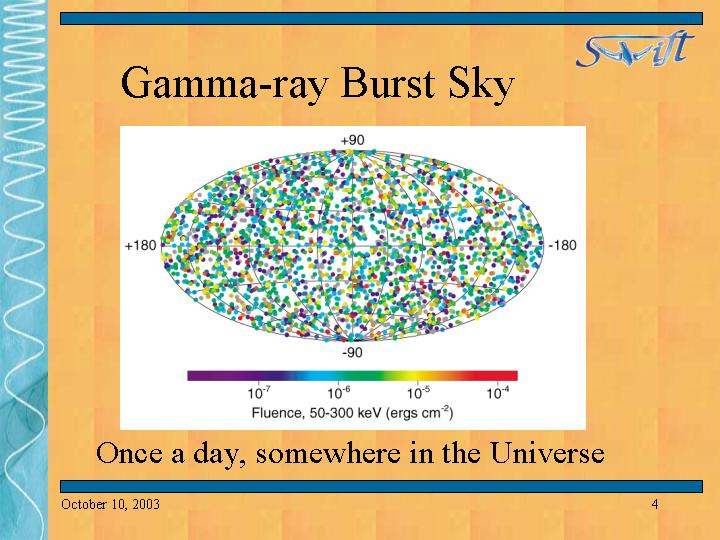 Swift
Gamma-ray Burst Sky
+90
+180
-180
-90
10-7 10-6 10-5 10-4
Fluence, 50-300 keV (ergs cm-2)
Once a day, somewhere in the Universe
October 10, 2003
4